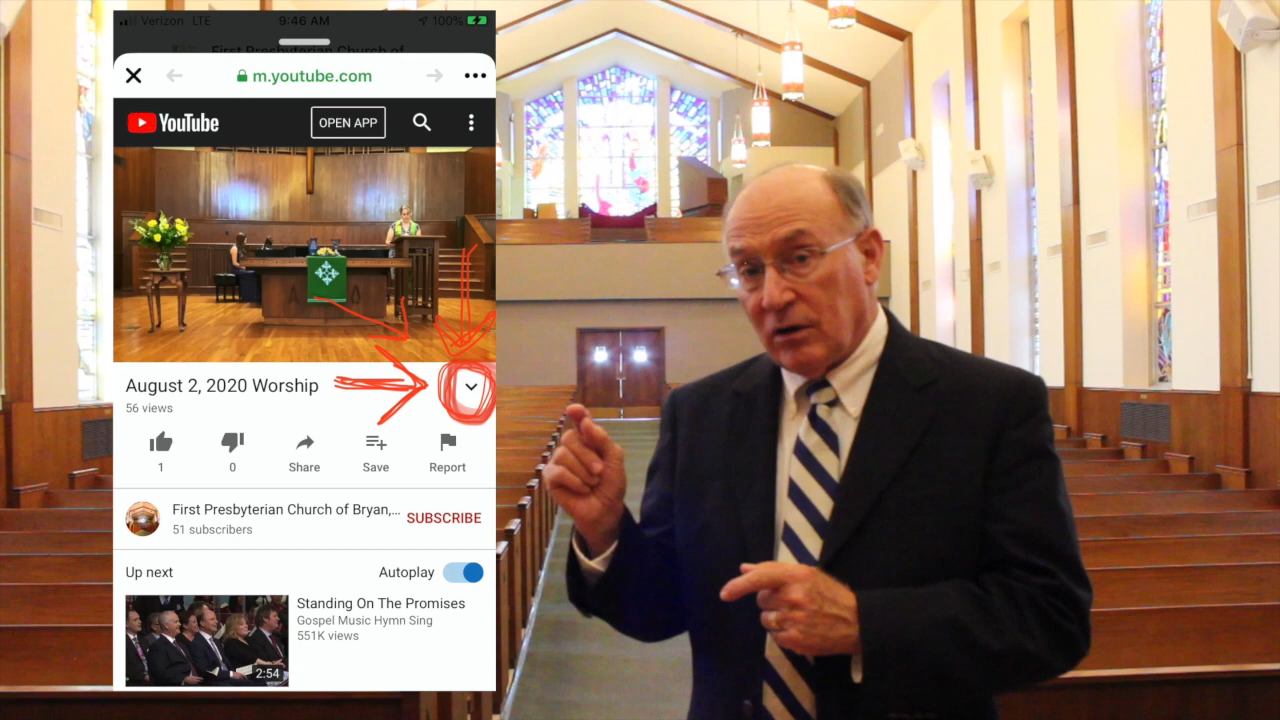 Verizon LTE 9:46 AM 100%
First Presbyterian Church of
m.youtube.com
YouTube OPEN APP
August 2, 2020 Worship
56 views
1 0 Share Save Report
First Presbyterian Church of Bryan,... SUBSCRIBE
51 subscribers
Up next Autoplay
Standing On The Promises
Gospel Music Hymn Sing
551K views
2:54